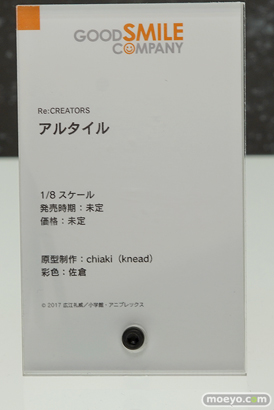 GOOD SMILE
COMPANY
Re:CREATORS
アルタイル
1/8 スケール
発売時期：未定
価格：未定
原型制作：chiaki（knead）
彩色：佐倉
© 2017 広江礼威／小学館・アニプレックス
moeyo.com